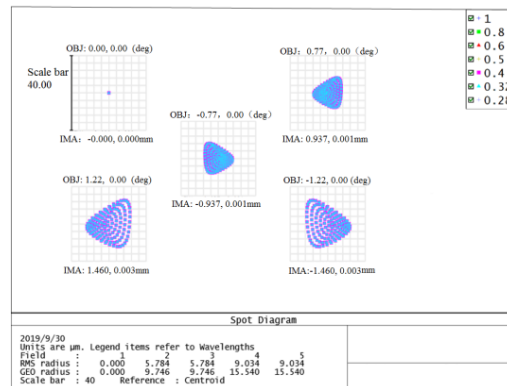 OBJ: 0.00, 0.00 (deg)
OBJ: 0.77, 0.00 (deg)
Scale bar
40.00
OBJ: -0.77, 0.00 (deg)
IMA: -0.000, 0.000mm
IMA: 0.937, 0.001mm
OBJ: 1.22, 0.00 (deg)
OBJ: -1.22, 0.00 (deg)
IMA: -0.937, 0.001mm
IMA: 1.460, 0.003mm
IMA:-1.460, 0.003mm
1
0.8
0.6
0.5
0.4
0.32
0.28
Spot Diagram
2019/9/30
Units are µm. Legend items refer to Wavelengths
Field : 1 2 3 4 5
RMS radius : 0.000 5.784 5.784 9.034 9.034
GEO radius : 0.000 9.746 9.746 15.540 15.540
Scale bar : 40 Reference : Centroid